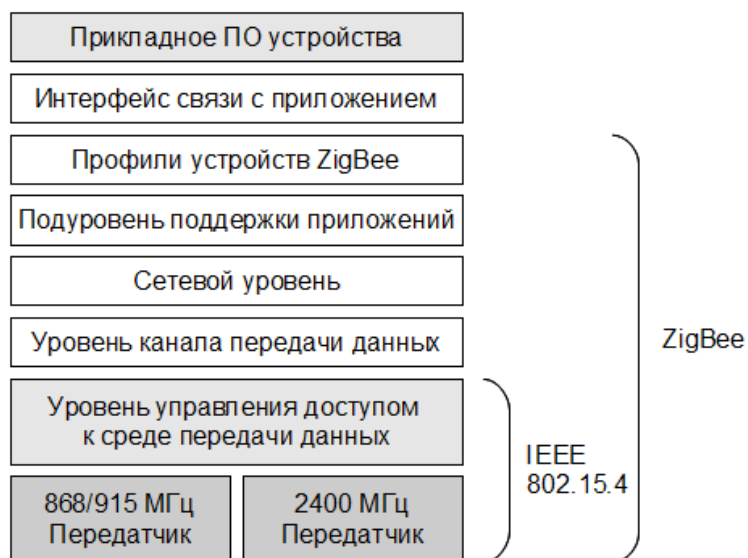 Прикладное ПО устройства
Интерфейс связи с приложением
Профили устройств ZigBee
Подуровень поддержки приложений
Сетевой уровень
Уровень канала передачи данных
ZigBee
Уровень управления доступом
к среде передачи данных
IEEE
802.15.4
868/915 МГц
Передатчик
2400 МГц
Передатчик